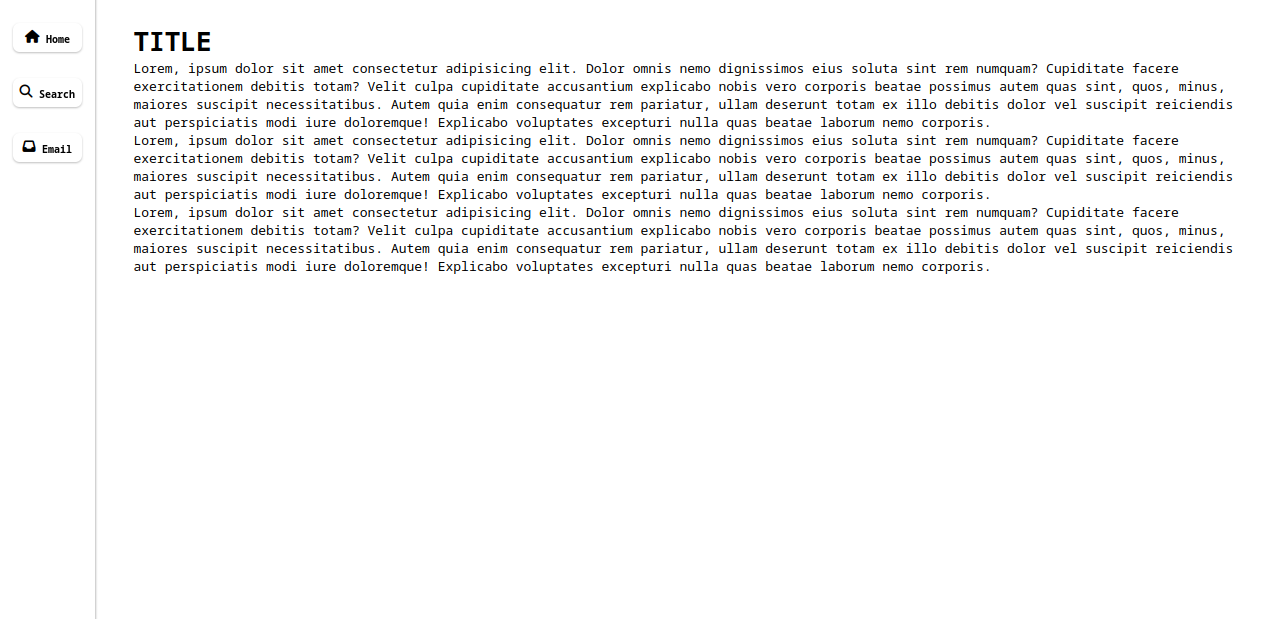 Home
Search
Email
TITLE
Lorem, ipsum dolor sit amet consectetur adipisicing elit. Dolor omnis nemo dignissimos eius soluta sint rem numquam? Cupiditate facere
exercitationem debitis totam? Velit culpa cupiditate accusantium explicabo nobis vero corporis beatae possimus autem quas sint, quos, minus,
maiores suscipit necessitatibus. Autem quia enim consequatur rem pariatur, ullam deserunt totam ex illo debitis dolor vel suscipit reiciendis
aut perspiciatis modi iure doloremque! Explicabo voluptates excepturi nulla quas beatae laborum nemo corporis.
Lorem, ipsum dolor sit amet consectetur adipisicing elit. Dolor omnis nemo dignissimos eius soluta sint rem numquam? Cupiditate facere
exercitationem debitis totam? Velit culpa cupiditate accusantium explicabo nobis vero corporis beatae possimus autem quas sint, quos, minus,
maiores suscipit necessitatibus. Autem quia enim consequatur rem pariatur, ullam deserunt totam ex illo debitis dolor vel suscipit reiciendis
aut perspiciatis modi iure doloremque! Explicabo voluptates excepturi nulla quas beatae laborum nemo corporis.
Lorem, ipsum dolor sit amet consectetur adipisicing elit. Dolor omnis nemo dignissimos eius soluta sint rem numquam? Cupiditate facere
exercitationem debitis totam? Velit culpa cupiditate accusantium explicabo nobis vero corporis beatae possimus autem quas sint, quos, minus,
maiores suscipit necessitatibus. Autem quia enim consequatur rem pariatur, ullam deserunt totam ex illo debitis dolor vel suscipit reiciendis
aut perspiciatis modi iure doloremque! Explicabo voluptates excepturi nulla quas beatae laborum nemo corporis.